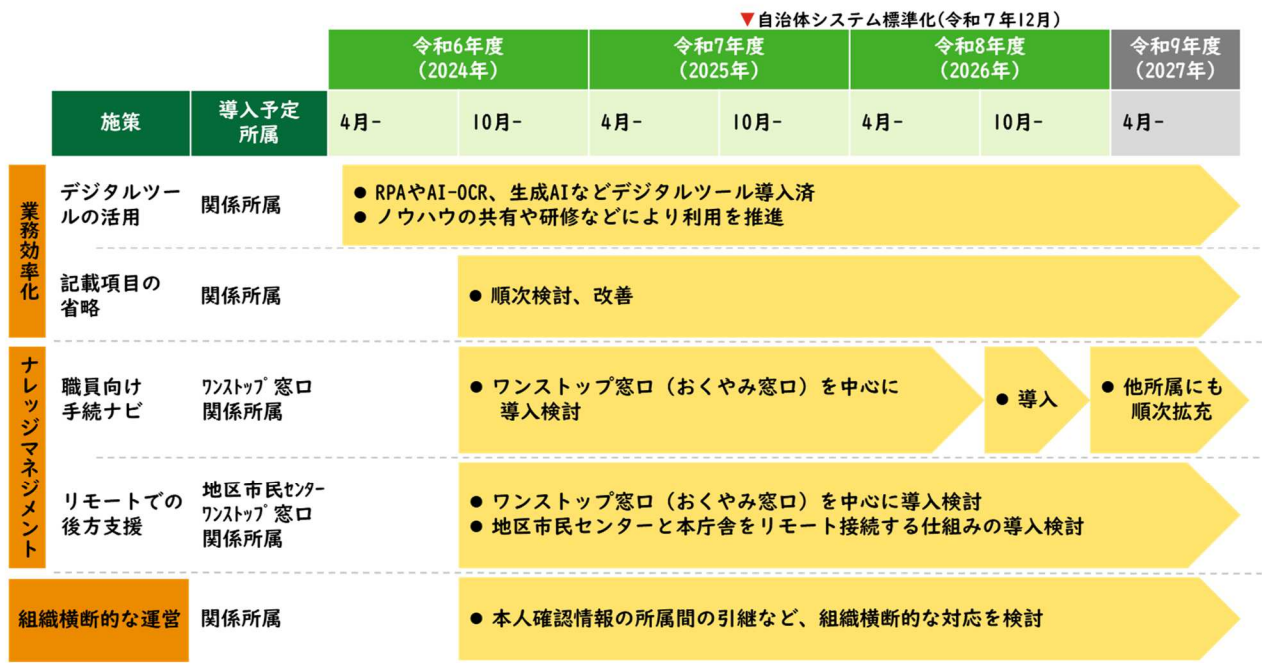 ▼自治体システム標準化(令和７年12月)
令和6年度
(2024年)
令和7年度
(2025年)
令和8年度
(2026年)
令和9年度
(2027年)
施策
導入予定
所属
4月-
10月-
4月-
10月-
4月-
10月-
4月-
業務効率化
デジタルツー
ルの活用
関係所属
● RPAやAI-OCR、生成AIなどデジタルツール導入済
● ノウハウの共有や研修などにより利用を推進
記載項目の
省略
関係所属
● 順次検討、改善
ナレッジマネジメント
職員向け
手続ナビ
ﾜﾝｽﾄｯﾌﾟ窓口
関係所属
● ワンストップ窓口（おくやみ窓口）を中心に
導入検討
● 導入
● 他所属にも
順次拡充
リモートでの
後方支援
地区市民ｾﾝﾀｰ
ﾜﾝｽﾄｯﾌﾟ窓口
関係所属
● ワンストップ窓口（おくやみ窓口）を中心に導入検討
● 地区市民センターと本庁舎をリモート接続する仕組みの導入検討
組織横断的な運営
関係所属
● 本人確認情報の所属間の引継など、組織横断的な対応を検討